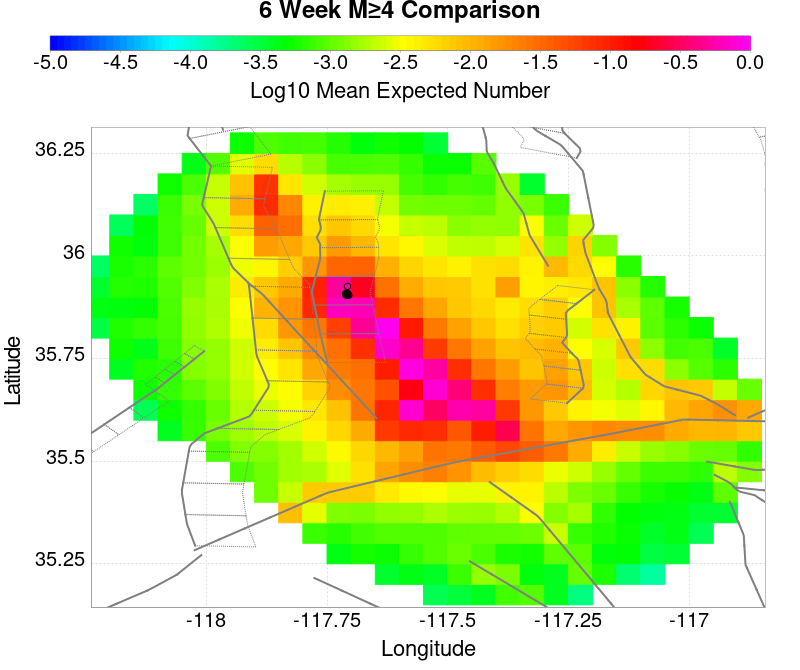 6 Week M≥4 Comparison
-5.0 -4.5 -4.0 -3.5 -3.0 -2.5 -2.0 -1.5 -1.0 -0.5 0.0
Log10 Mean Expected Number
36.25
36
35.75
35.5
35.25
Latitude
-118 -117.75 -117.5 -117.25 -117
Longitude